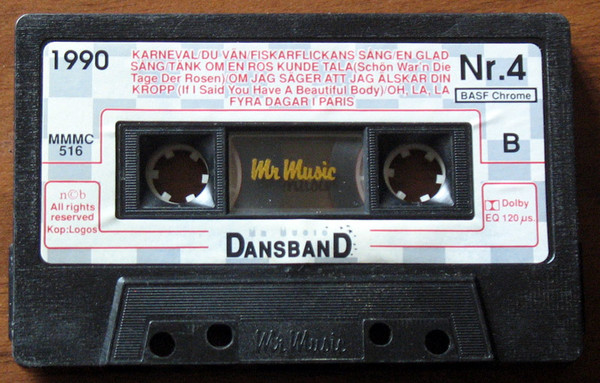 1990
KARNEVAL/DU VÄN/FISKARFLICKANS SÅNG/EN GLAD
SÅNG/TÄNK OM EN ROS KUNDE TALA(Schön War'n Die
Tage Der Rosen)/OM JAG SÄGER ATT JAG ÄLSKAR DIN
KROPP (If I Said You Have A Beautiful Body)/OH, LA, LA
FYRA DAGAR I PARIS
Nr.4
BASF Chrome
MMMC
516
B
Mr Music
n©b
All rights
reserved
Kop:Logos
Dolby
EQ 120 µs.
Mr Music
DANSBAND
Mr Music